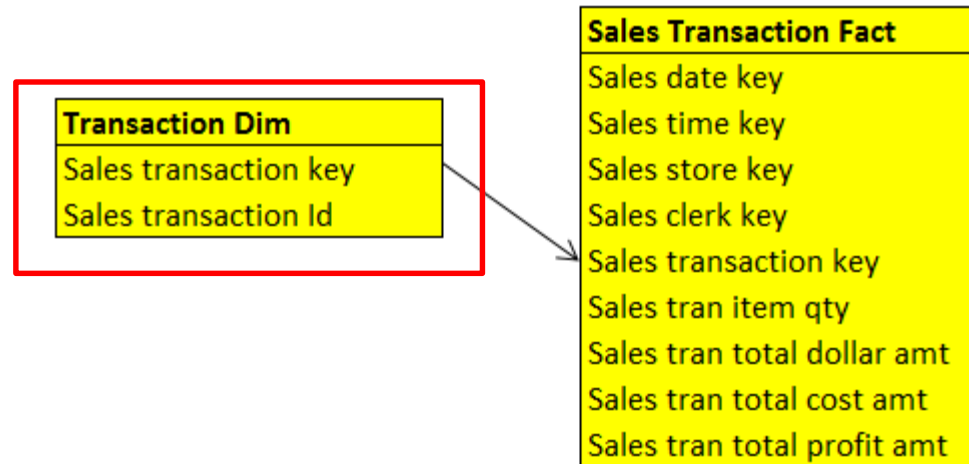 Transaction Dim
Sales transaction key
Sales transaction Id
Sales Transaction Fact
Sales date key
Sales time key
Sales store key
Sales clerk key
Sales transaction key
Sales tran item qty
Sales tran total dollar amt
Sales tran total cost amt
Sales tran total profit amt